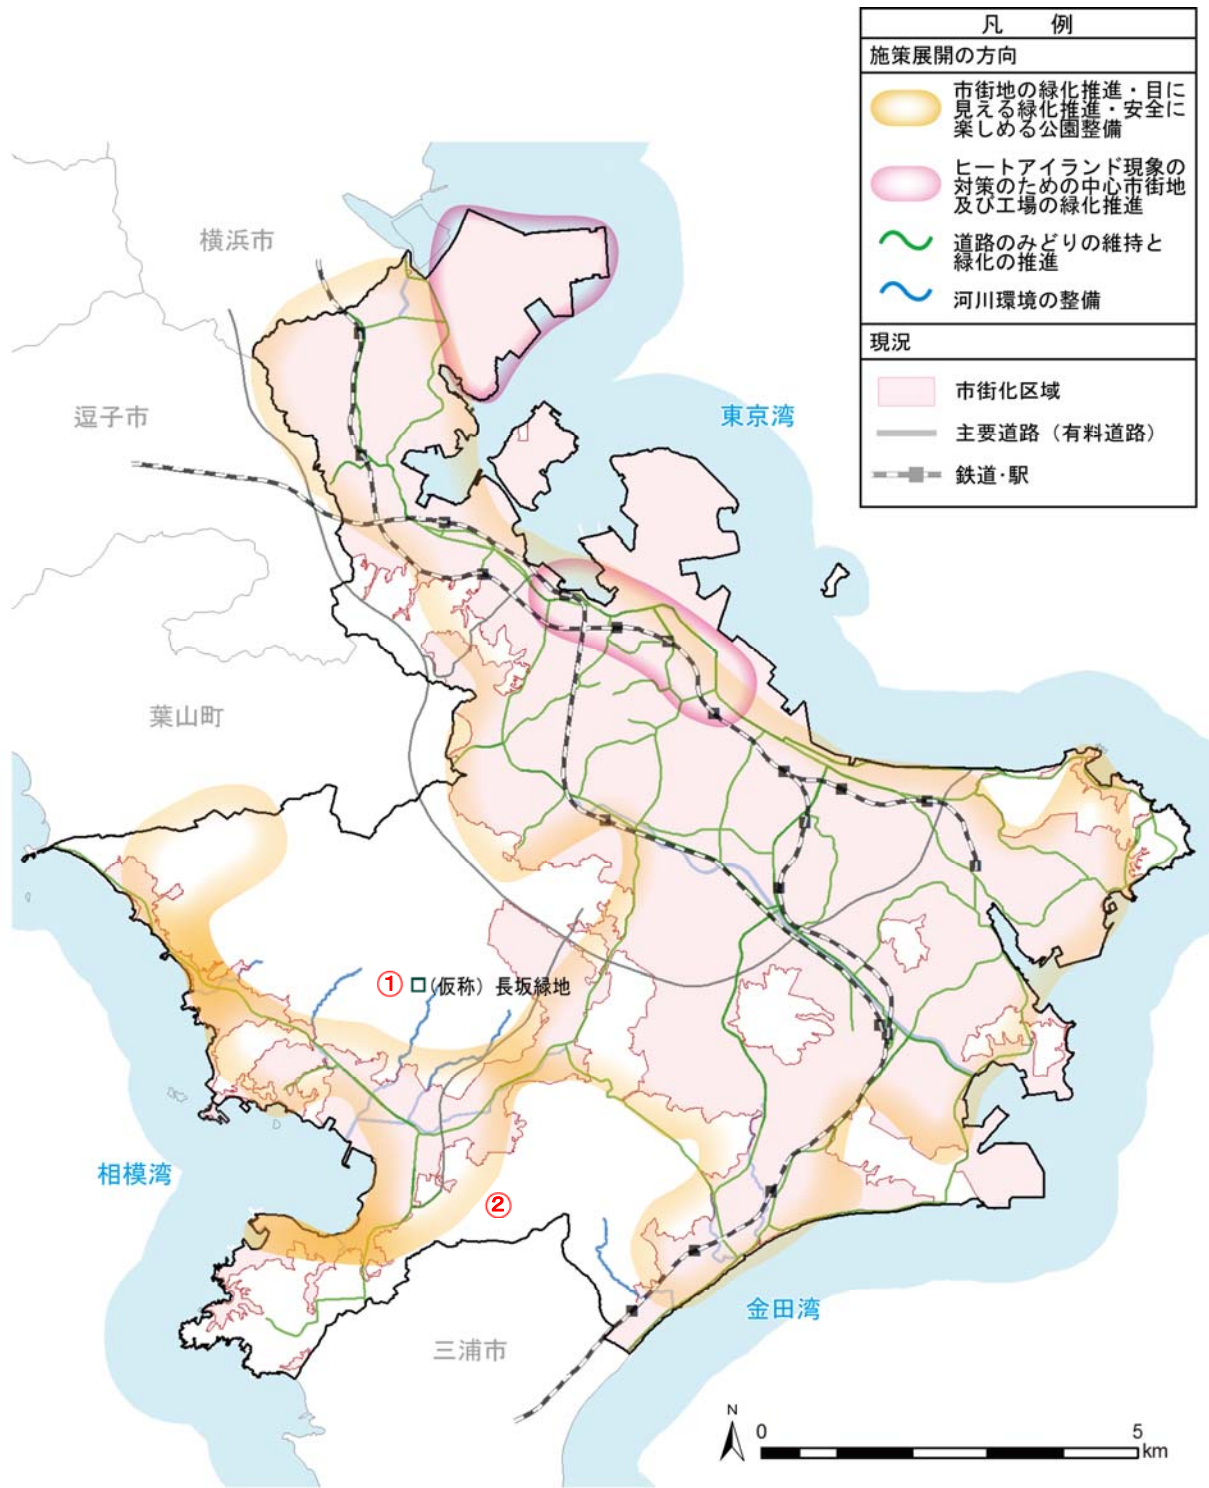 凡　例
施策展開の方向
市街地の緑化推進・目に
見える緑化推進・安全に
楽しめる公園整備
ヒートアイランド現象の
対策のための中心市街地
及び工場の緑化推進
道路のみどりの維持と
緑化の推進
河川環境の整備
現況
市街化区域
主要道路（有料道路）
鉄道・駅
横浜市
逗子市
東京湾
葉山町
① (仮称）長坂緑地
相模湾
②
金田湾
三浦市
N
0 5
km